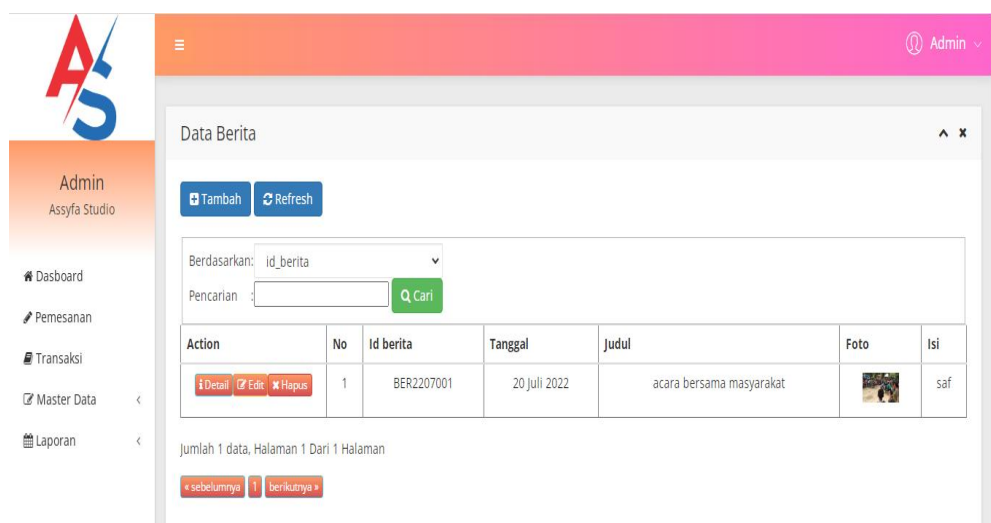 AS
Admin
Admin
Assyfa Studio
Dasboard
Pemesanan
Transaksi
Master Data
Laporan
Data Berita
Tambah Refresh
Berdasarkan: id_berita
Pencarian : Cari
Action No Id berita Tanggal Judul Foto Isi
Detail Edit Hapus 1 BER2207001 20 Juli 2022 acara bersama masyarakat saf
Jumlah 1 data, Halaman 1 Dari 1 Halaman
« sebelumnya 1 berikutnya »